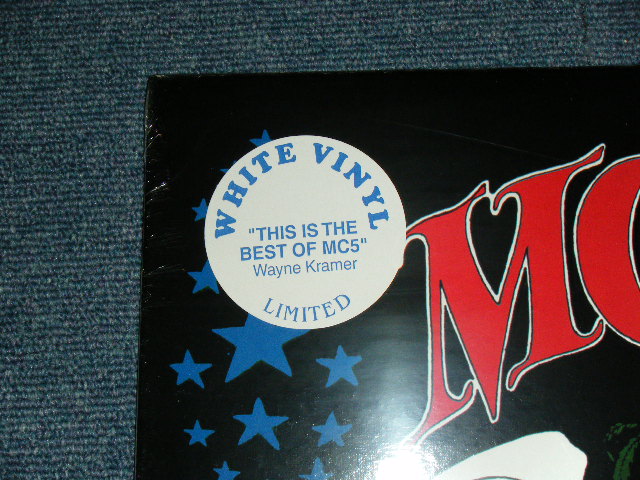 WHITE VINYL
"THIS IS THE
BEST OF MC5"
Wayne Kramer
LIMITED
MC